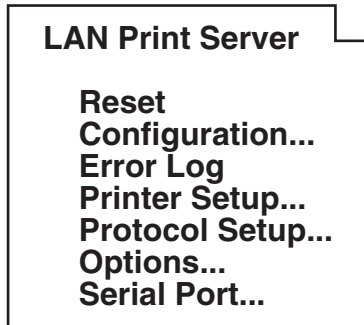 LAN Print Server
Reset
Configuration...
Error Log
Printer Setup...
Protocol Setup...
Options...
Serial Port...